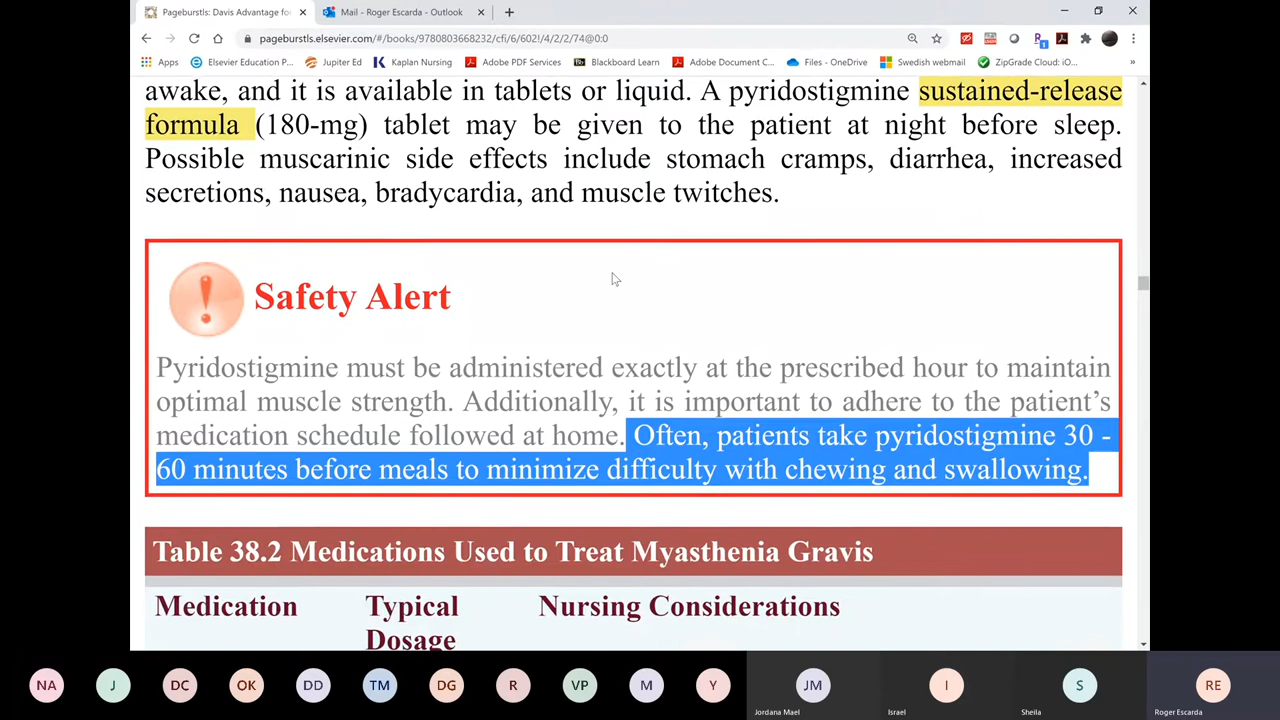 Pageburstls: Davis Advantage fo
Mail - Roger Escarda - Outlook
pageburstls.elsevier.com/#/books/9780803668232/cfi/6/602!/4/2/2/74@0:0
Apps
Elsevier Education P...
Jupiter Ed
Kaplan Nursing
Adobe PDF Services
Blackboard Learn
Adobe Document C...
Files - OneDrive
Swedish webmail
ZipGrade Cloud: iO...
awake, and it is available in tablets or liquid. A pyridostigmine sustained-release
formula (180-mg) tablet may be given to the patient at night before sleep.
Possible muscarinic side effects include stomach cramps, diarrhea, increased
secretions, nausea, bradycardia, and muscle twitches.
Safety Alert
Pyridostigmine must be administered exactly at the prescribed hour to maintain
optimal muscle strength. Additionally, it is important to adhere to the patient’s
medication schedule followed at home. Often, patients take pyridostigmine 30 -
60 minutes before meals to minimize difficulty with chewing and swallowing.
Table 38.2 Medications Used to Treat Myasthenia Gravis
Medication
Typical
Dosage
Nursing Considerations
NA
J
DC
OK
DD
TM
DG
R
VP
M
Y
JM
I
S
RE
Jordana Mael
Israel
Sheila
Roger Escarda